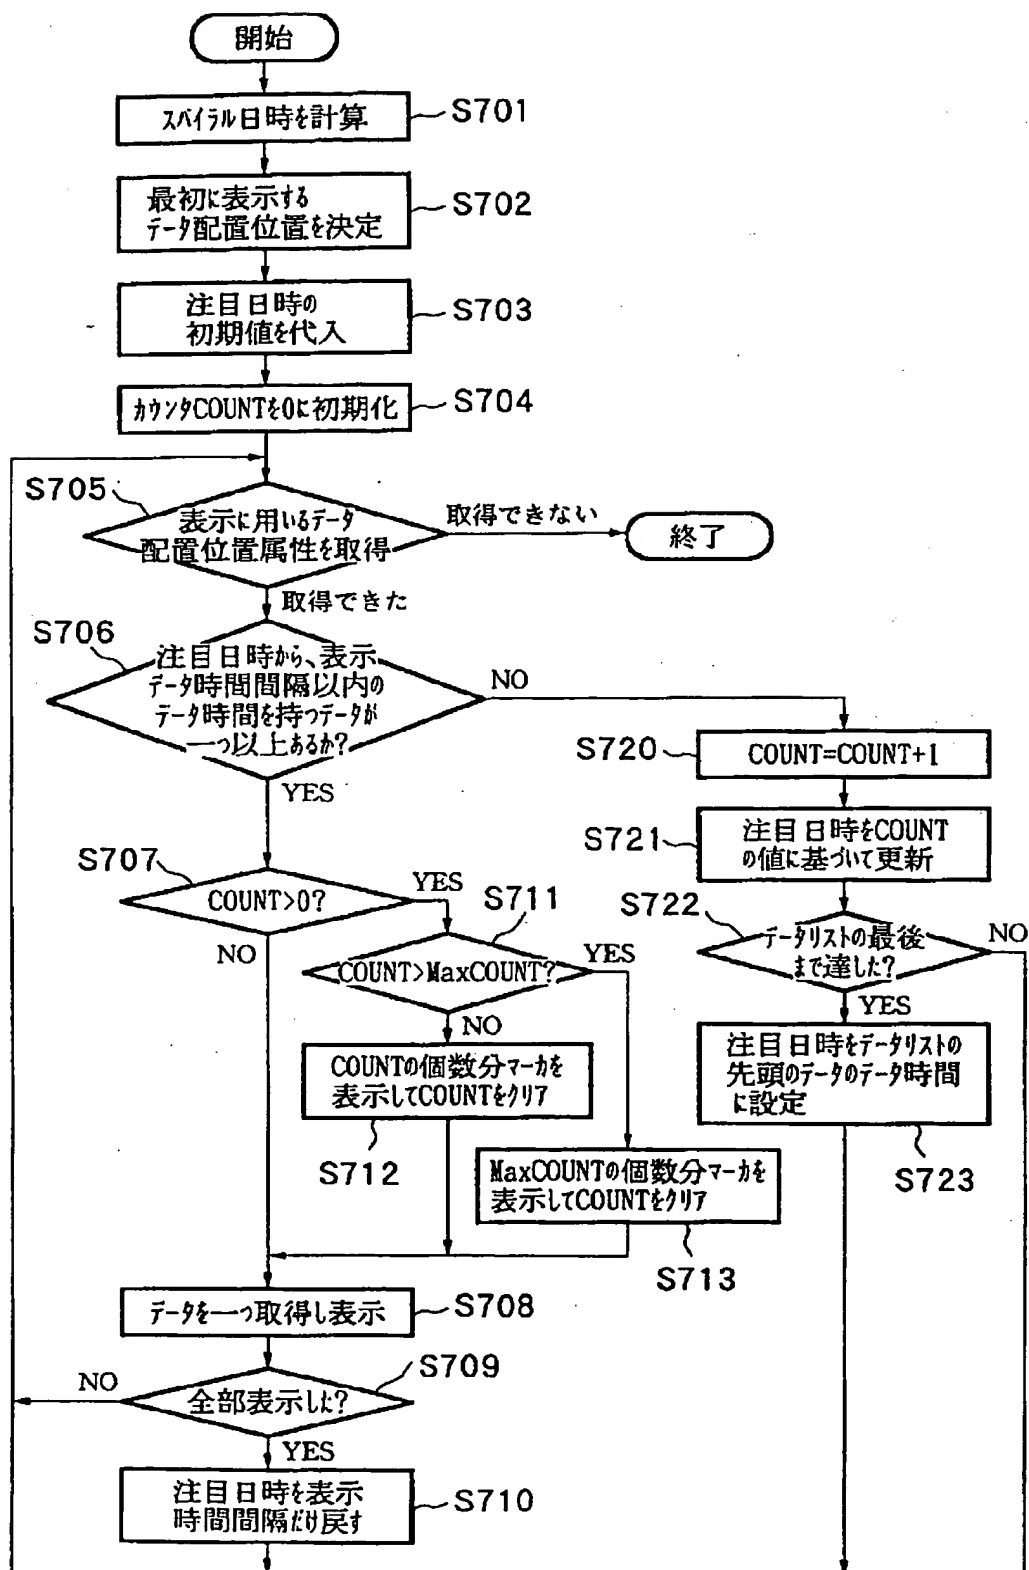 開始
スパイラル日時を計算
S701
最初に表示する
データ配置位置を決定
S702
注目日時の
初期値を代入
S703
カウンタCOUNTを0に初期化
S704
S705
表示に用いるデータ
配置位置属性を取得
取得できない
終了
取得できた
S706
注目日時から、表示
データ時間間隔以内の
データ時間を持つデータが
一つ以上あるか?
NO
YES
S720
COUNT=COUNT+1
S721
注目日時をCOUNT
の値に基づいて更新
S722
データリストの最後
まで達した?
NO
YES
注目日時をデータリストの
先頭のデータのデータ時間
に設定
S723
S707
COUNT>0?
YES
NO
S711
COUNT>MaxCOUNT?
YES
NO
COUNTの個数分マーカを
表示してCOUNTをクリア
S712
MaxCOUNTの個数分マーカを
表示してCOUNTをクリア
S713
データを一つ取得し表示
S708
S709
全部表示した?
NO
YES
注目日時を表示
時間間隔だけ戻す
S710